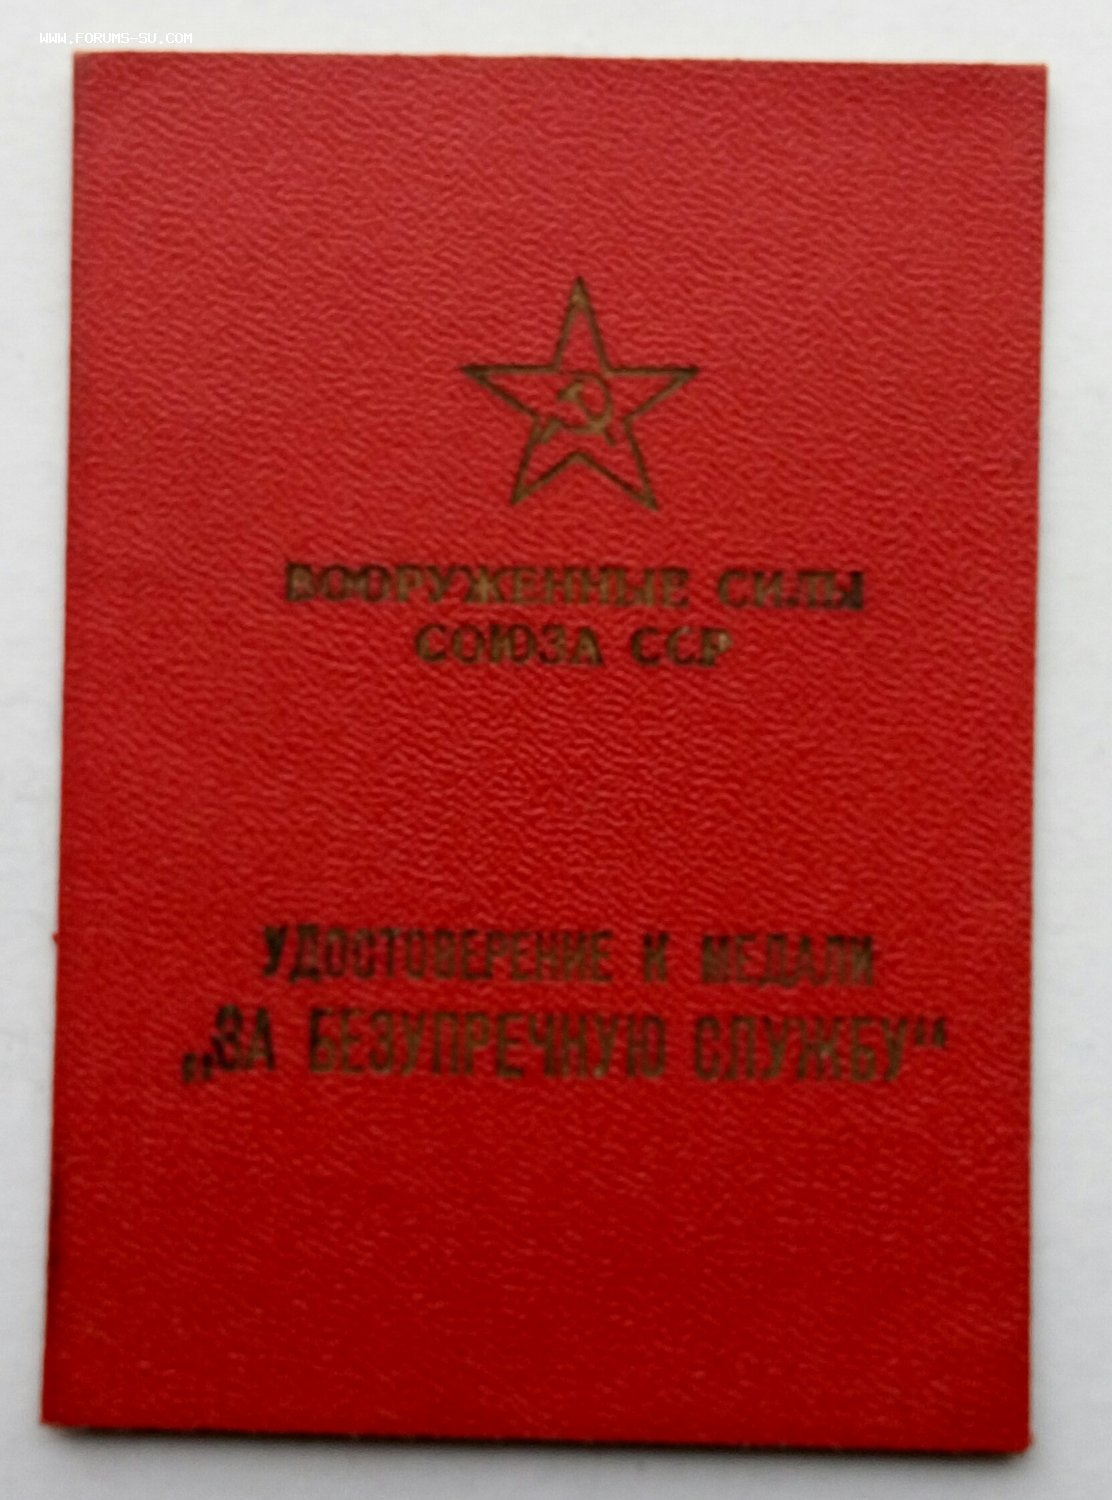 WWW.FORUMS-SU.COM
ВООРУЖЕННЫЕ СИЛЫ
СОЮЗА ССР
УДОСТОВЕРЕНИЕ К МЕДАЛИ
„ЗА БЕЗУПРЕЧНУЮ СЛУЖБУ“